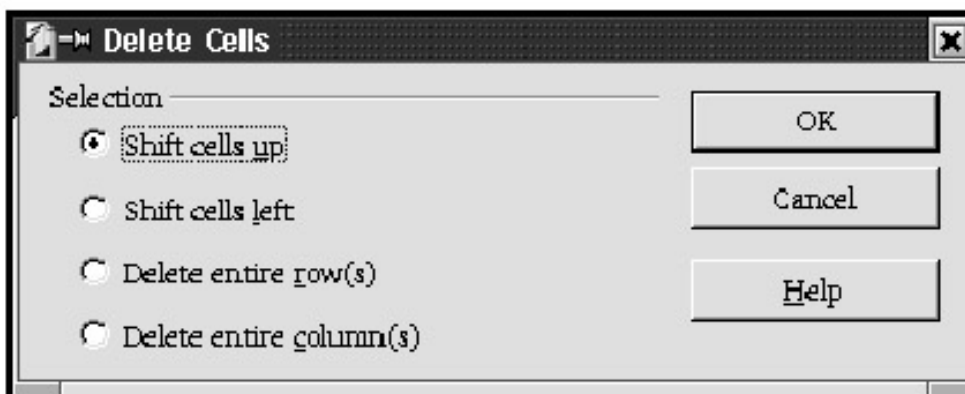 Delete Cells
Selection
Shift cells up
Shift cells left
Delete entire row(s)
Delete entire column(s)
OK
Cancel
Help